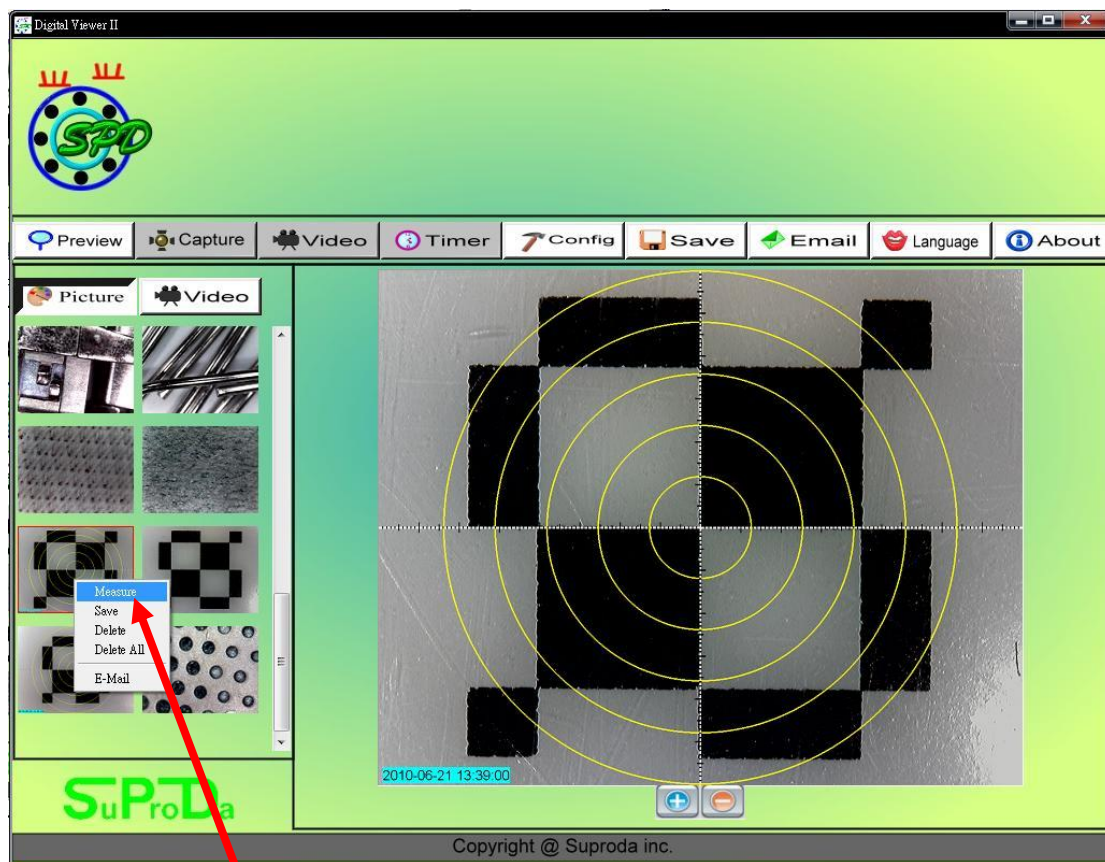 Digital Viewer II
SPD
Preview
Capture
Video
Timer
Config
Save
Email
Language
About
Picture
Video
Measure
Save
Delete
Delete All
E-Mail
2010-06-21 13:39:00
SuProDa
Copyright @ Suproda inc.